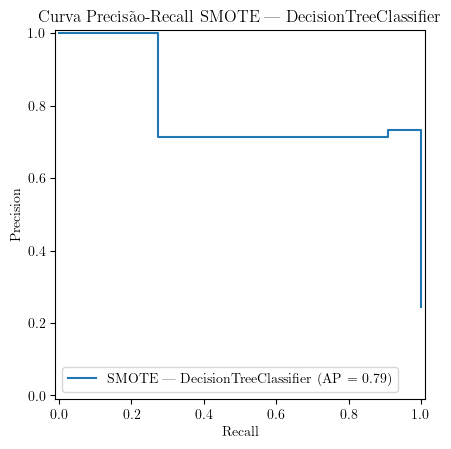 Curva Precisão-Recall SMOTE — DecisionTreeClassifier
1.0
0.8
0.6
0.4
0.2
0.0
Precision
SMOTE — DecisionTreeClassifier (AP = 0.79)
0.0 0.2 0.4 0.6 0.8 1.0
Recall